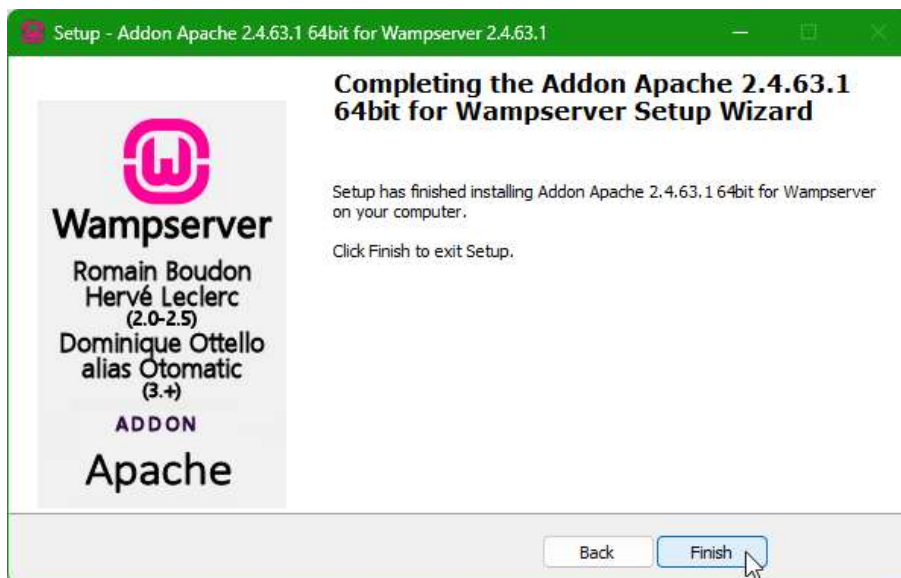 Setup - Addon Apache 2.4.63.1 64bit for Wampserver 2.4.63.1
Completing the Addon Apache 2.4.63.1
64bit for Wampserver Setup Wizard
Setup has finished installing Addon Apache 2.4.63.1 64bit for Wampserver
on your computer.
Click Finish to exit Setup.
Wampserver
Romain Boudon
Hervé Leclerc
(2.0-2.5)
Dominique Ottello
alias Otomatic
(3.+)
ADDON
Apache
Back
Finish